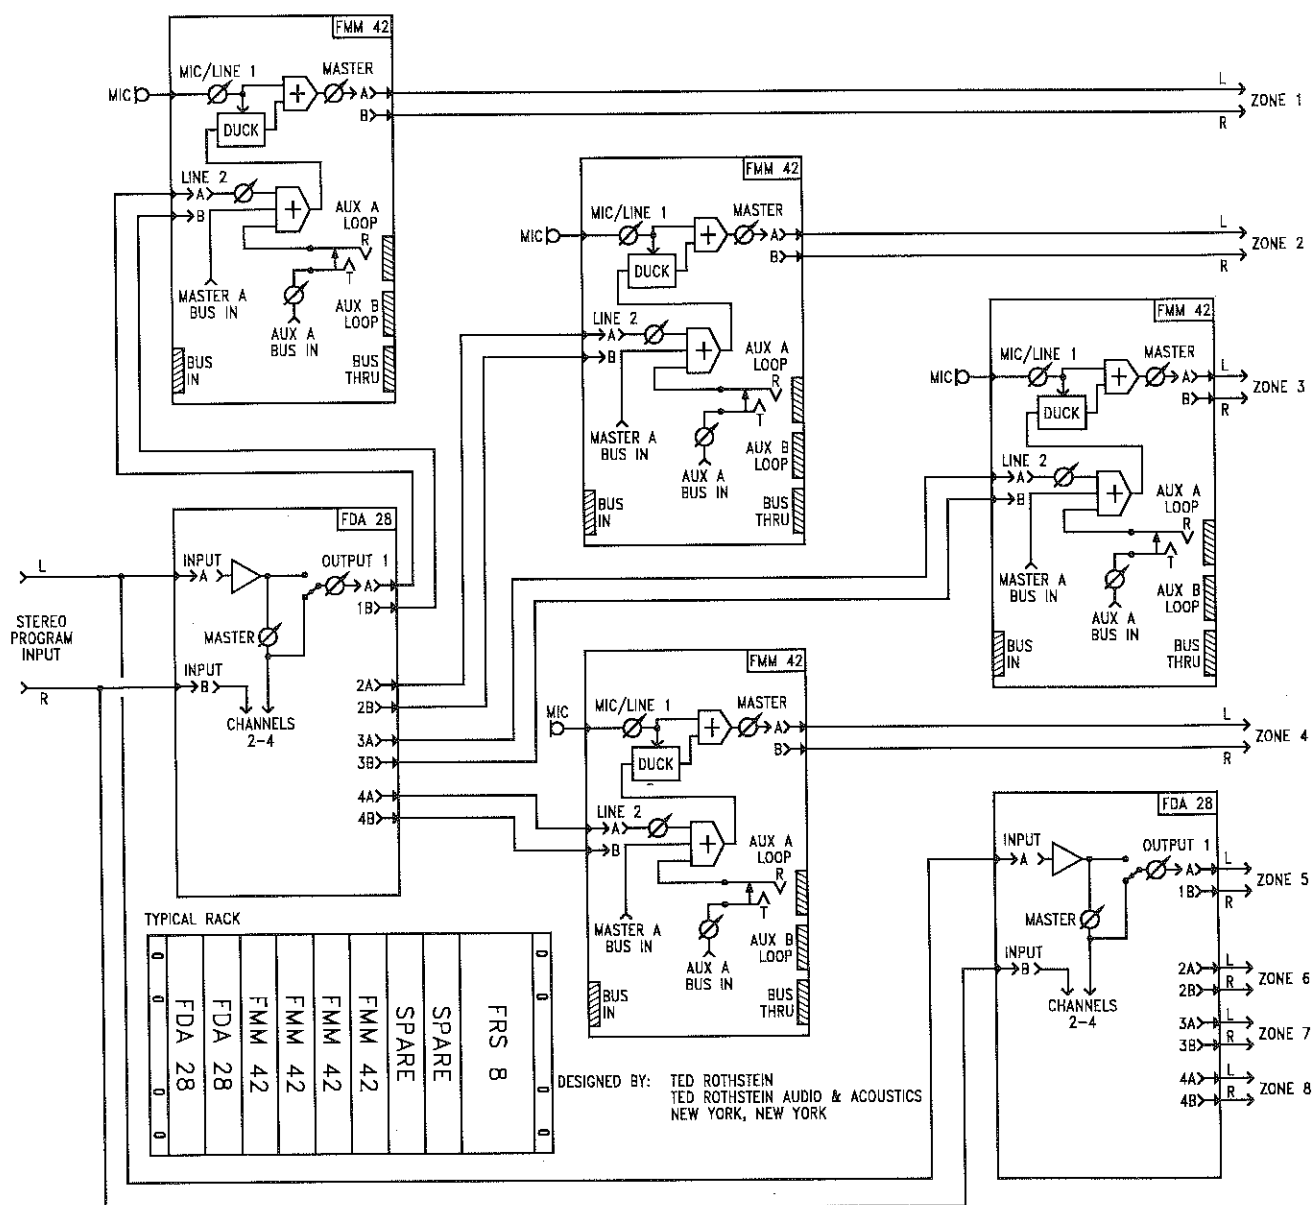 FMM 42
MIC/LINE 1
MASTER
MIC
A
B
DUCK
LINE 2
A
B
AUX A
LOOP
R
T
MASTER A
BUS IN
AUX A
BUS IN
AUX B
LOOP
BUS
IN
BUS
THRU
L
R
ZONE 1
FMM 42
MIC/LINE 1
MASTER
MIC
A
B
DUCK
LINE 2
A
B
AUX A
LOOP
R
T
MASTER A
BUS IN
AUX A
BUS IN
AUX B
LOOP
BUS
IN
BUS
THRU
L
R
ZONE 2
FMM 42
MIC/LINE 1
MASTER
MIC
A
B
DUCK
LINE 2
A
B
AUX A
LOOP
R
T
MASTER A
BUS IN
AUX A
BUS IN
AUX B
LOOP
BUS
IN
BUS
THRU
L
R
ZONE 3
FDA 28
L
STEREO
PROGRAM
INPUT
R
INPUT
A
OUTPUT 1
A
1B
MASTER
INPUT
B
CHANNELS
2-4
2A
2B
3A
3B
4A
4B
FMM 42
MIC/LINE 1
MASTER
MIC
A
B
DUCK
LINE 2
A
B
AUX A
LOOP
R
T
MASTER A
BUS IN
AUX A
BUS IN
AUX B
LOOP
BUS
IN
BUS
THRU
L
R
ZONE 4
FDA 28
INPUT
A
OUTPUT 1
A
1B
L
R
ZONE 5
MASTER
INPUT
B
CHANNELS
2-4
2A
2B
L
R
ZONE 6
3A
3B
L
R
ZONE 7
4A
4B
L
R
ZONE 8
TYPICAL RACK
FDA 28
FDA 28
FMM 42
FMM 42
FMM 42
FMM 42
SPARE
SPARE
FRS 8
DESIGNED BY: TED ROTHSTEIN
TED ROTHSTEIN AUDIO & ACOUSTICS
NEW YORK, NEW YORK